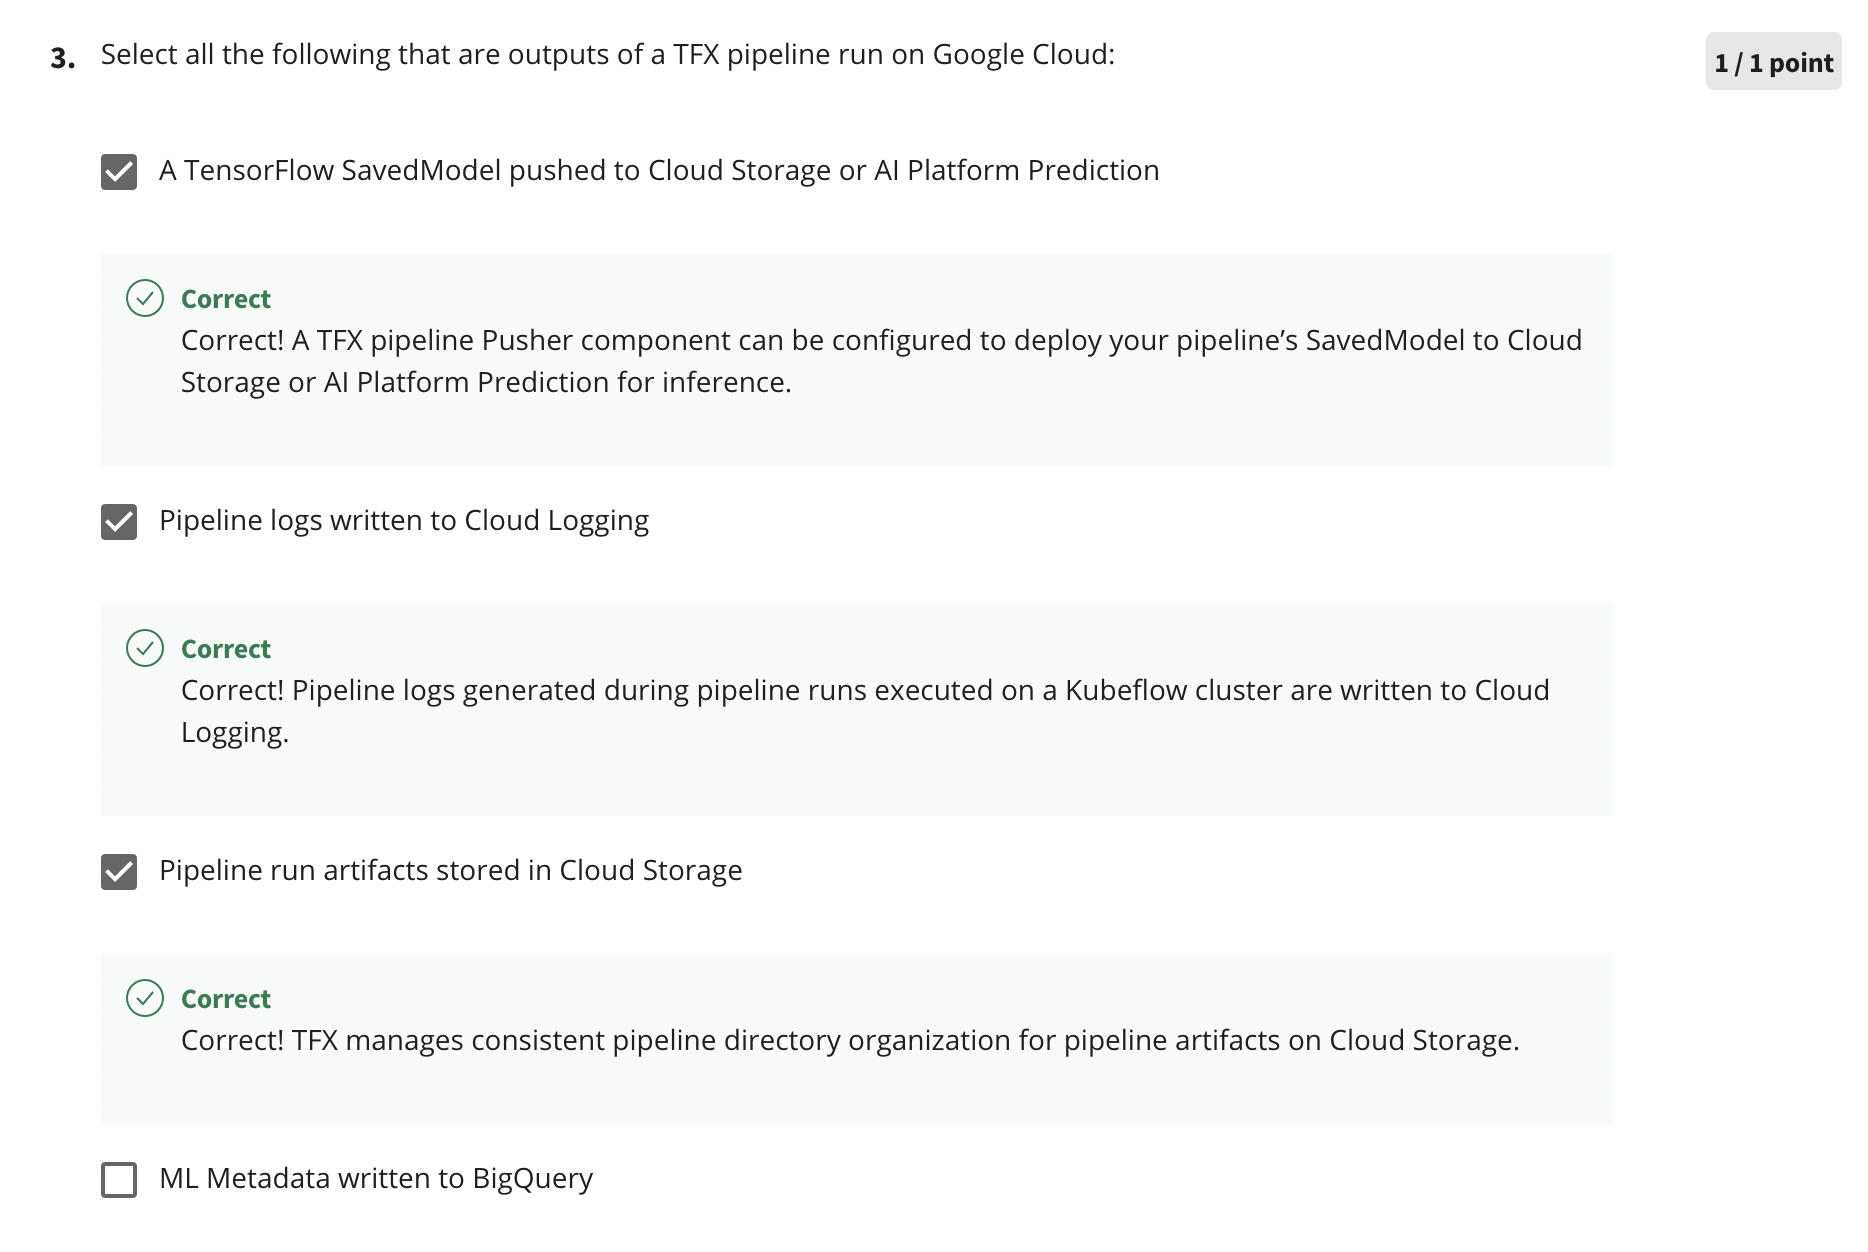 3. Select all the following that are outputs of a TFX pipeline run on Google Cloud:
1 / 1 point
A TensorFlow SavedModel pushed to Cloud Storage or AI Platform Prediction
Correct
Correct! A TFX pipeline Pusher component can be configured to deploy your pipeline’s SavedModel to Cloud
Storage or AI Platform Prediction for inference.
Pipeline logs written to Cloud Logging
Correct
Correct! Pipeline logs generated during pipeline runs executed on a Kubeflow cluster are written to Cloud
Logging.
Pipeline run artifacts stored in Cloud Storage
Correct
Correct! TFX manages consistent pipeline directory organization for pipeline artifacts on Cloud Storage.
ML Metadata written to BigQuery